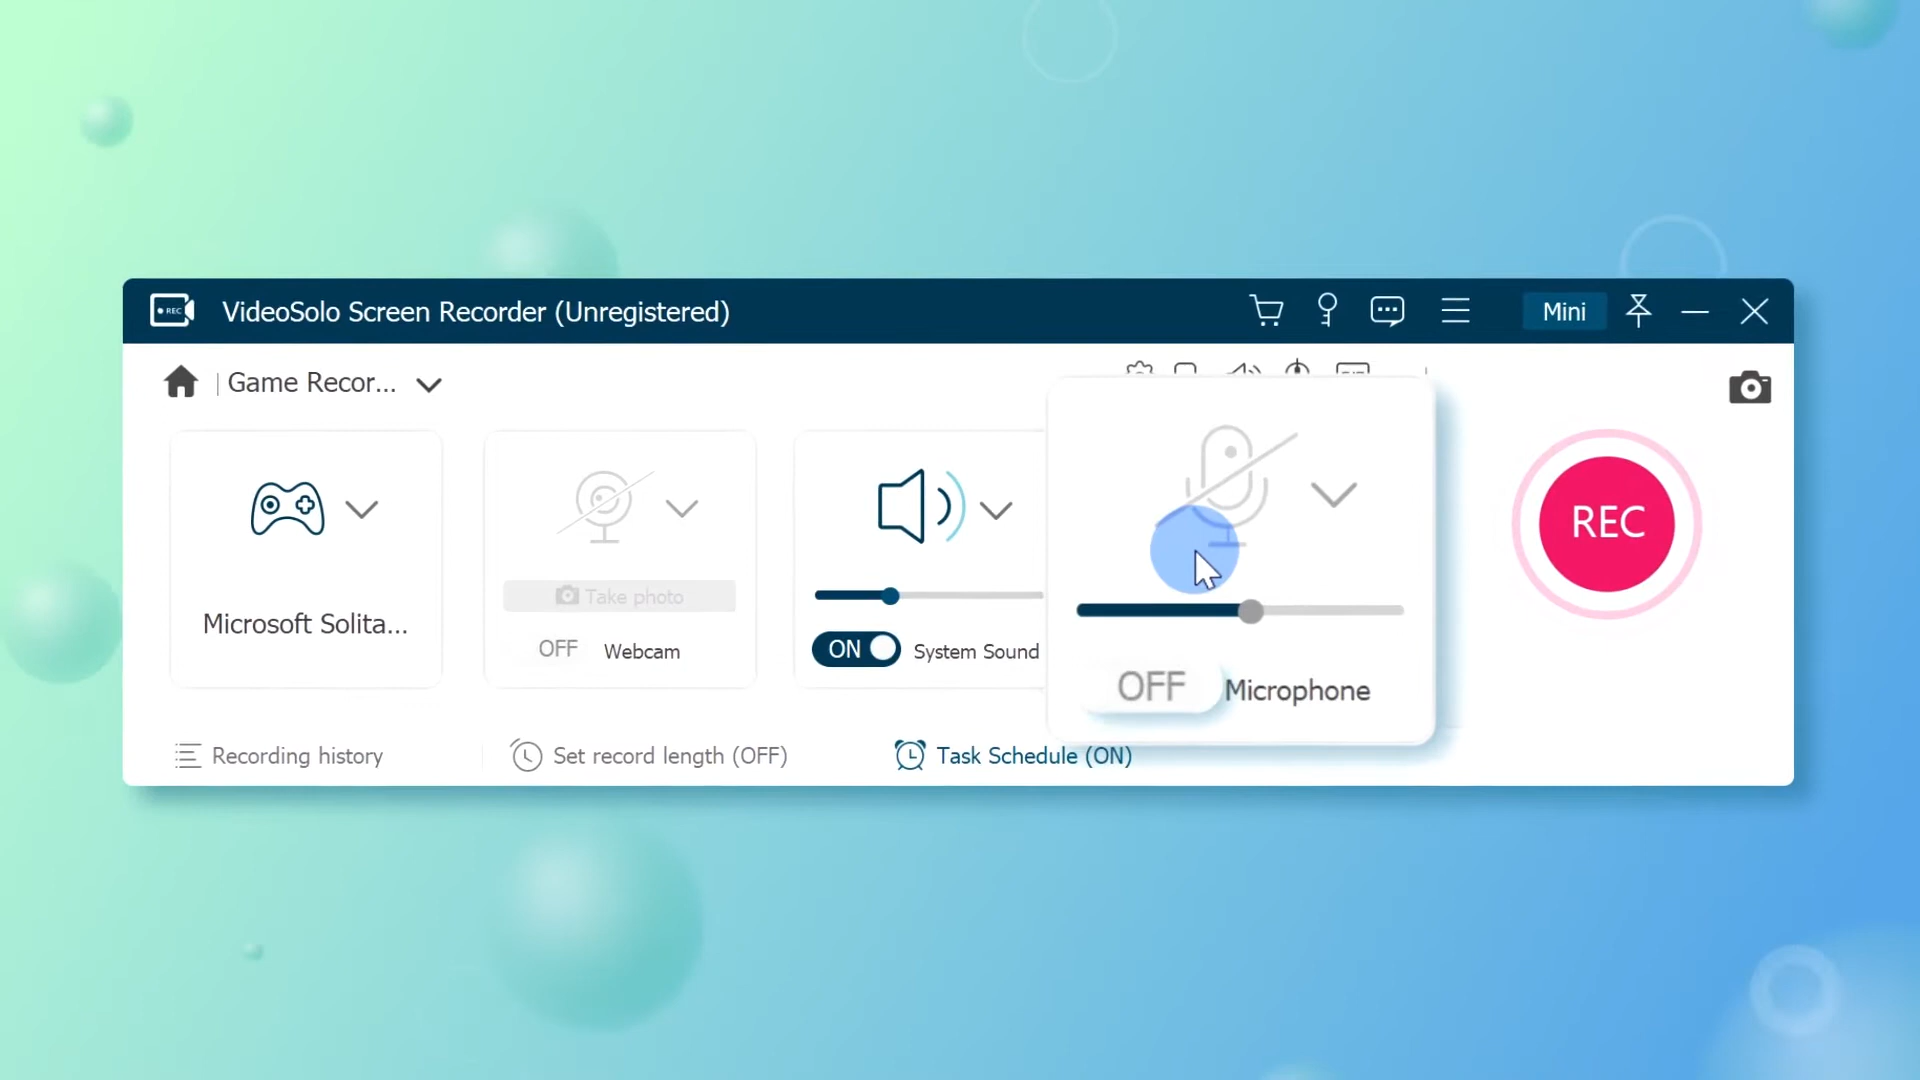 REC
VideoSolo Screen Recorder (Unregistered)
Mini
Game Recor...
Microsoft Solita...
Take photo
OFF Webcam
ON System Sound
OFF Microphone
REC
Recording history
Set record length (OFF)
Task Schedule (ON)